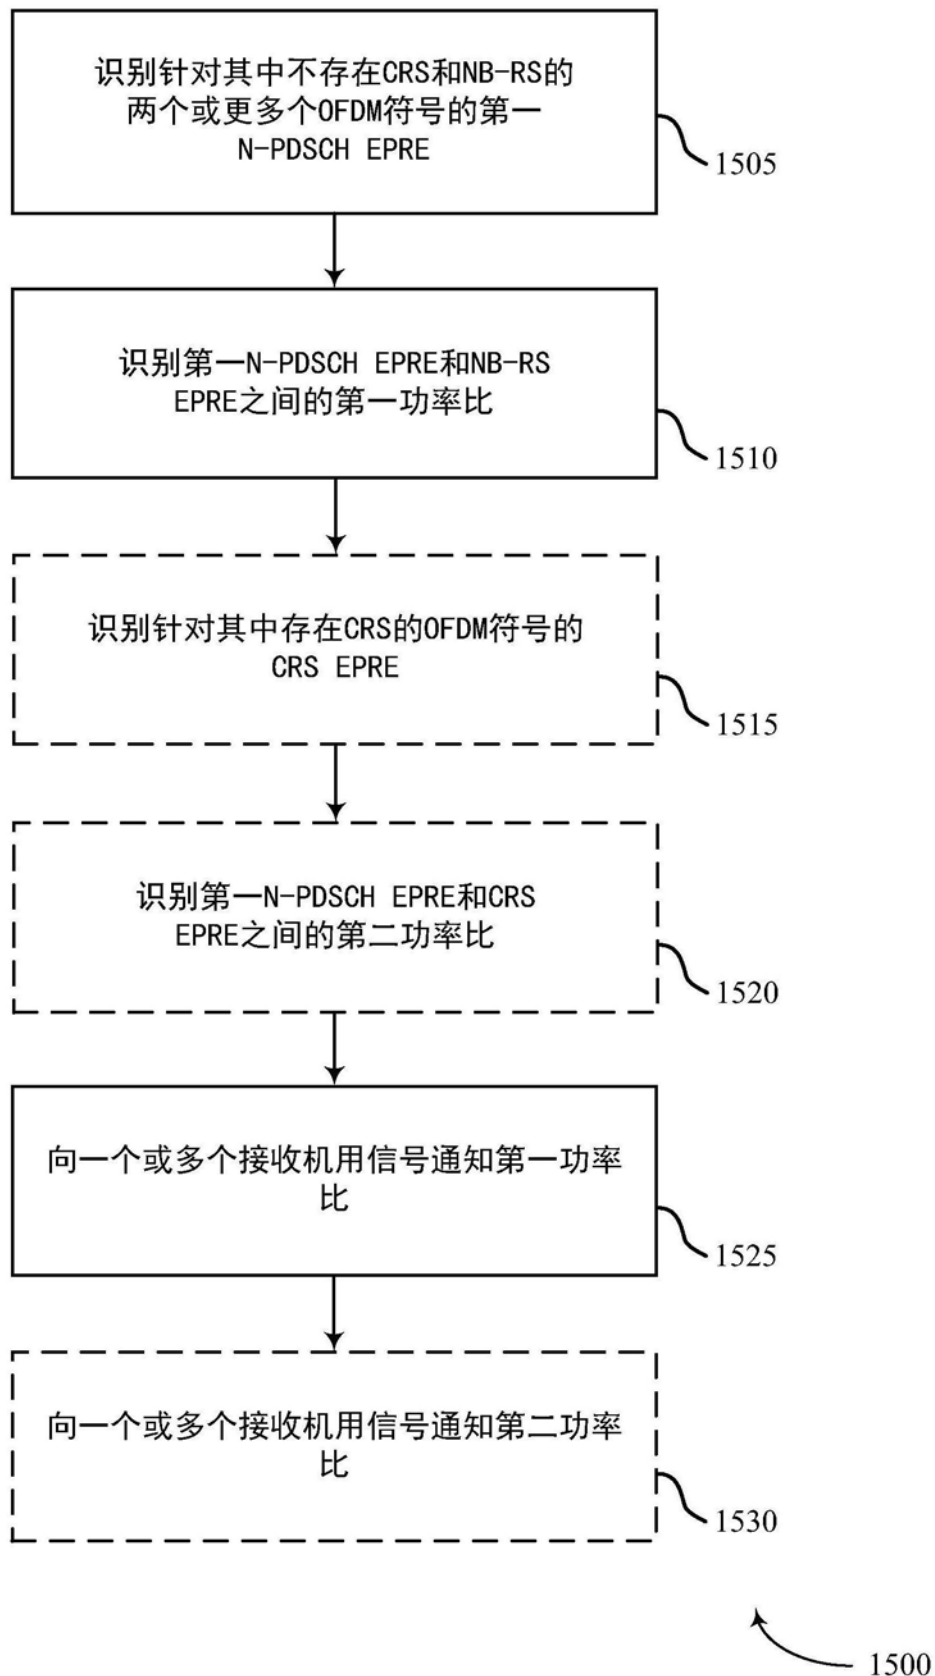 识别针对其中不存在CRS和NB-RS的
两个或更多个OFDM符号的第一
N-PDSCH EPRE
1505
识别第一N-PDSCH EPRE和NB-RS
EPRE之间的第一功率比
1510
识别针对其中存在CRS的OFDM符号的
CRS EPRE
1515
识别第一N-PDSCH EPRE和CRS
EPRE之间的第二功率比
1520
向一个或多个接收机用信号通知第一功率
比
1525
向一个或多个接收机用信号通知第二功率
比
1530
1500